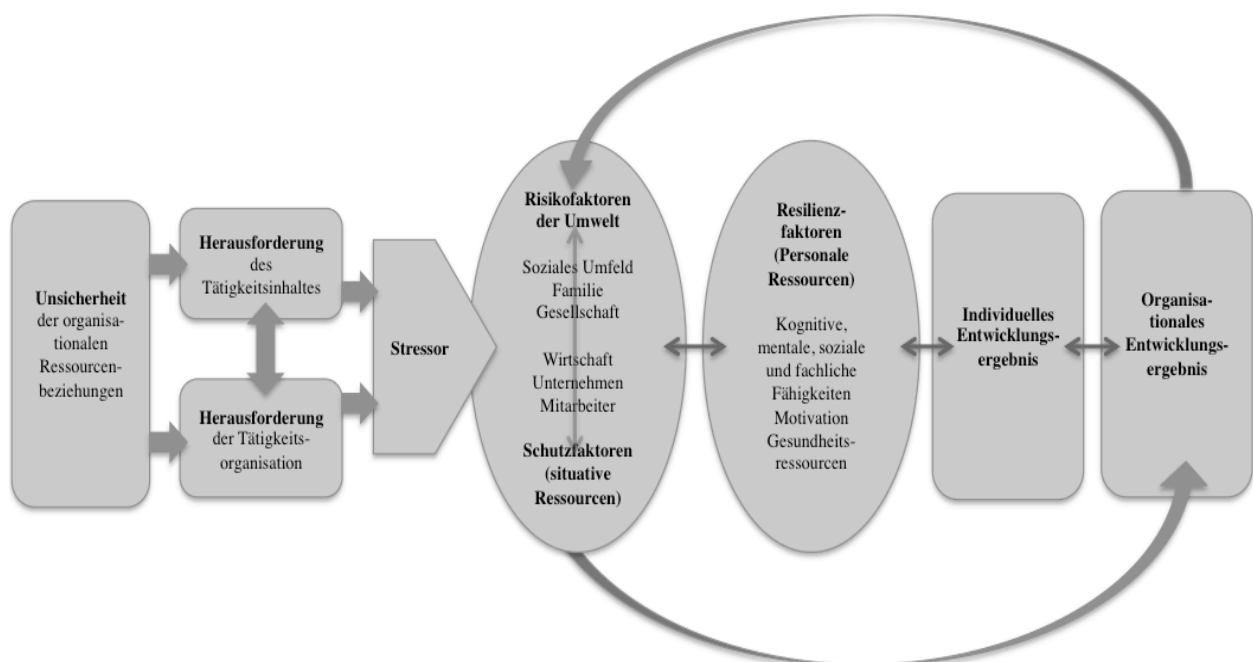 Unsicherheit
der organisa-
tionalen
Ressourcen-
beziehungen
Herausforderung
des
Tätigkeitsinhaltes
Herausforderung
der Tätigkeits-
organisation
Stressor
Risikofaktoren
der Umwelt
Soziales Umfeld
Familie
Gesellschaft
Wirtschaft
Unternehmen
Mitarbeiter
Schutzfaktoren
(situative
Ressourcen)
Resilienz-
faktoren
(Personale
Ressourcen)
Kognitive,
mentale, soziale
und fachliche
Fähigkeiten
Motivation
Gesundheits-
ressourcen
Individuelles
Entwicklungs-
ergebnis
Organisa-
tionales
Entwicklungs-
ergebnis